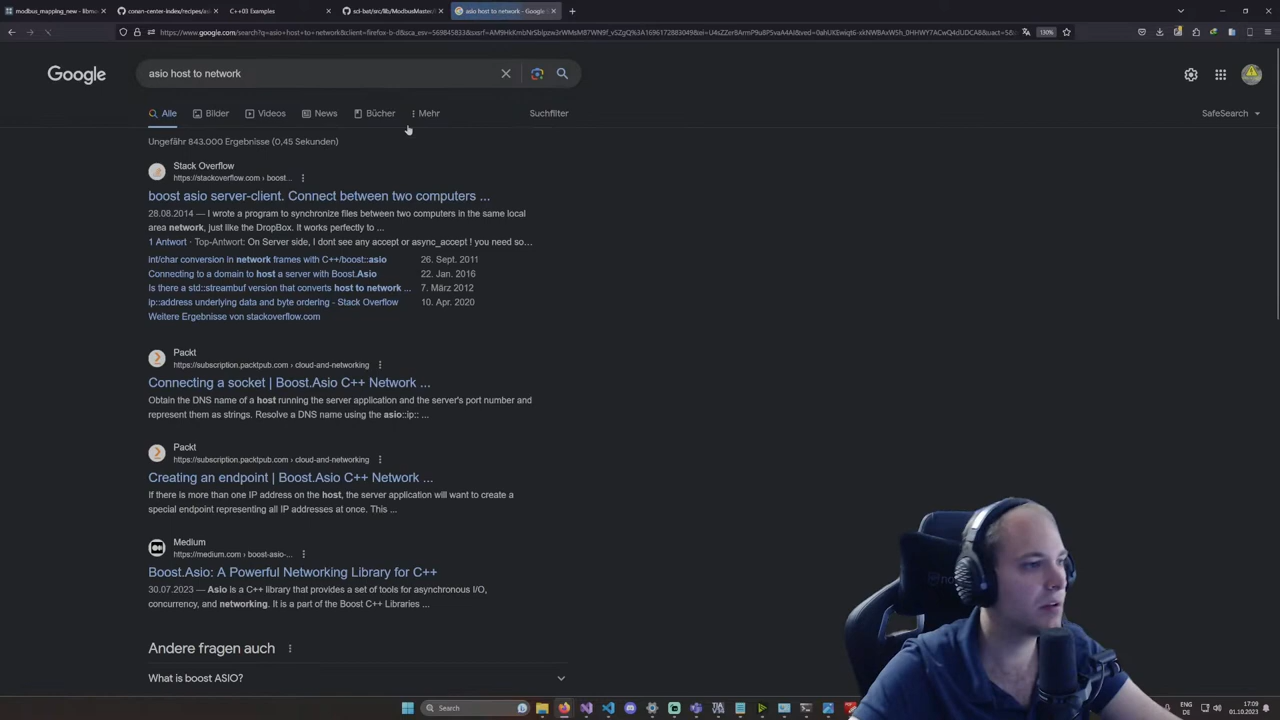 modbus_mapping_new - libmo
conan-center-index/recipes/
C++03 Examples
sci-bat/src/lib/ModbusMaster/
asio host to network - Google
130%
Google
asio host to network
Alle
Bilder
Videos
News
Bücher
Mehr
Suchfilter
SafeSearch
Ungefähr 843.000 Ergebnisse (0,45 Sekunden)
Stack Overflow
https://stackoverflow.com › boost...
boost asio server-client. Connect between two computers ...
28.08.2014 — I wrote a program to synchronize files between two computers in the same local
area network, just like the DropBox. It works perfectly to ...
1 Antwort · Top-Antwort: On Server side, I dont see any accept or async_accept ! you need so...
int/char conversion in network frames with C++/boost::asio 26. Sept. 2011
Connecting to a domain to host a server with Boost.Asio 22. Jan. 2016
Is there a std::streambuf version that converts host to network ... 7. März 2012
ip::address underlying data and byte ordering - Stack Overflow 10. Apr. 2020
Weitere Ergebnisse von stackoverflow.com
Packt
https://subscription.packtpub.com › cloud-and-networking
Connecting a socket | Boost.Asio C++ Network ...
Obtain the DNS name of a host running the server application and the server's port number and
represent them as strings. Resolve a DNS name using the asio::ip:: ...
Packt
https://subscription.packtpub.com › cloud-and-networking
Creating an endpoint | Boost.Asio C++ Network ...
If there is more than one IP address on the host, the server application will want to create a
special endpoint representing all IP addresses at once. This ...
Medium
https://medium.com › boost-asio-...
Boost.Asio: A Powerful Networking Library for C++
30.07.2023 — Asio is a C++ library that provides a set of tools for asynchronous I/O,
concurrency, and networking. It is a part of the Boost C++ Libraries ...
Andere fragen auch
What is boost ASIO?
Search
ENG
DE
17:09
01.10.2023